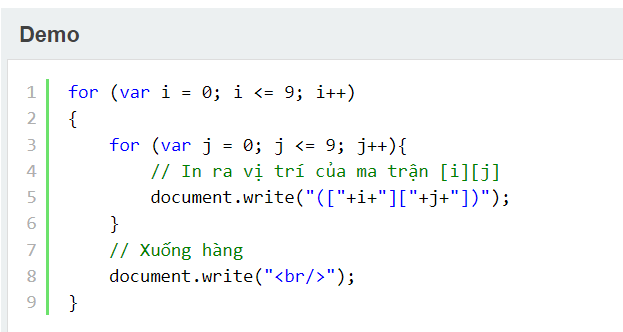 Demo
1 for (var i = 0; i <= 9; i++)
2 {
3     for (var j = 0; j <= 9; j++){
4         // In ra vị trí của ma trận [i][j]
5         document.write("(["+i+"]["+j+"])");
6     }
7     // Xuống hàng
8     document.write("<br/>");
9 }